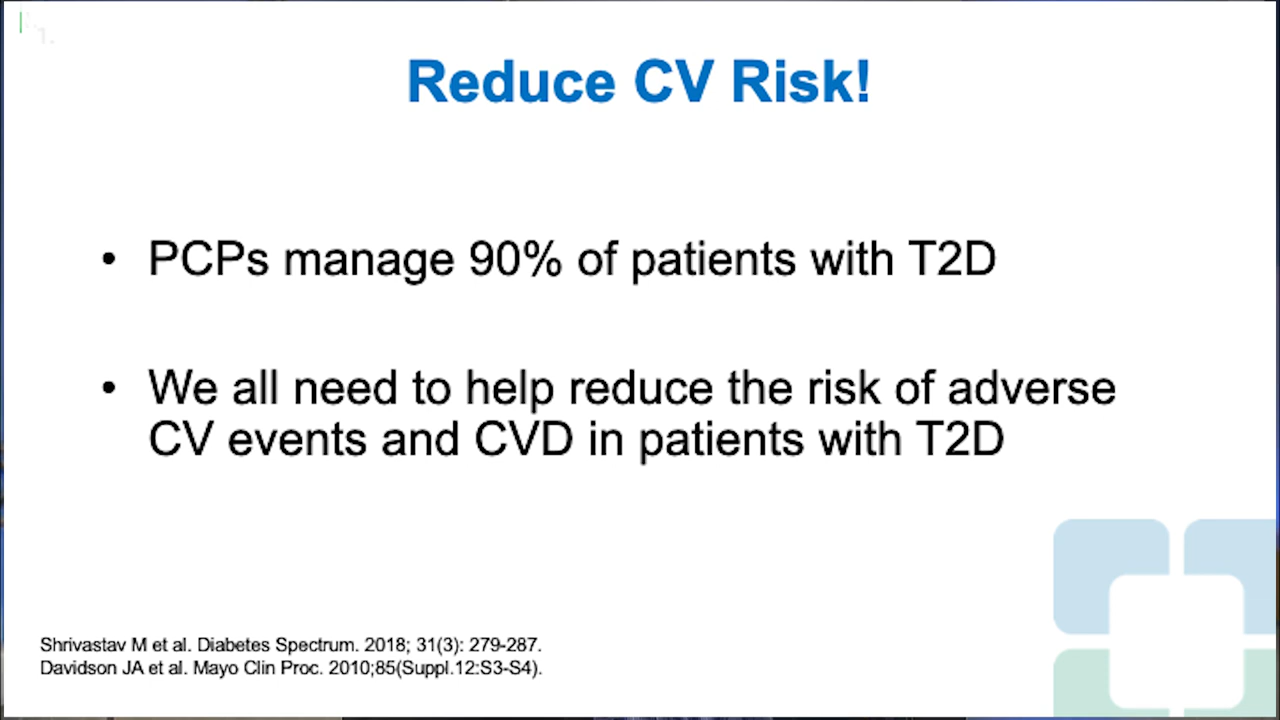 Reduce CV Risk!
• PCPs manage 90% of patients with T2D
• We all need to help reduce the risk of adverse
CV events and CVD in patients with T2D
Shrivastav M et al. Diabetes Spectrum. 2018; 31(3): 279-287.
Davidson JA et al. Mayo Clin Proc. 2010;85(Suppl.12:S3-S4).